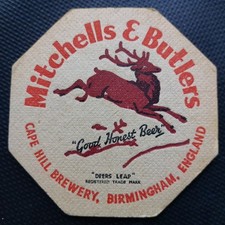 Mitchells & Butlers
"Good Honest Beer"
"DEERS LEAP"
REGISTERED TRADE MARK
CAPE HILL BREWERY, BIRMINGHAM, ENGLAND